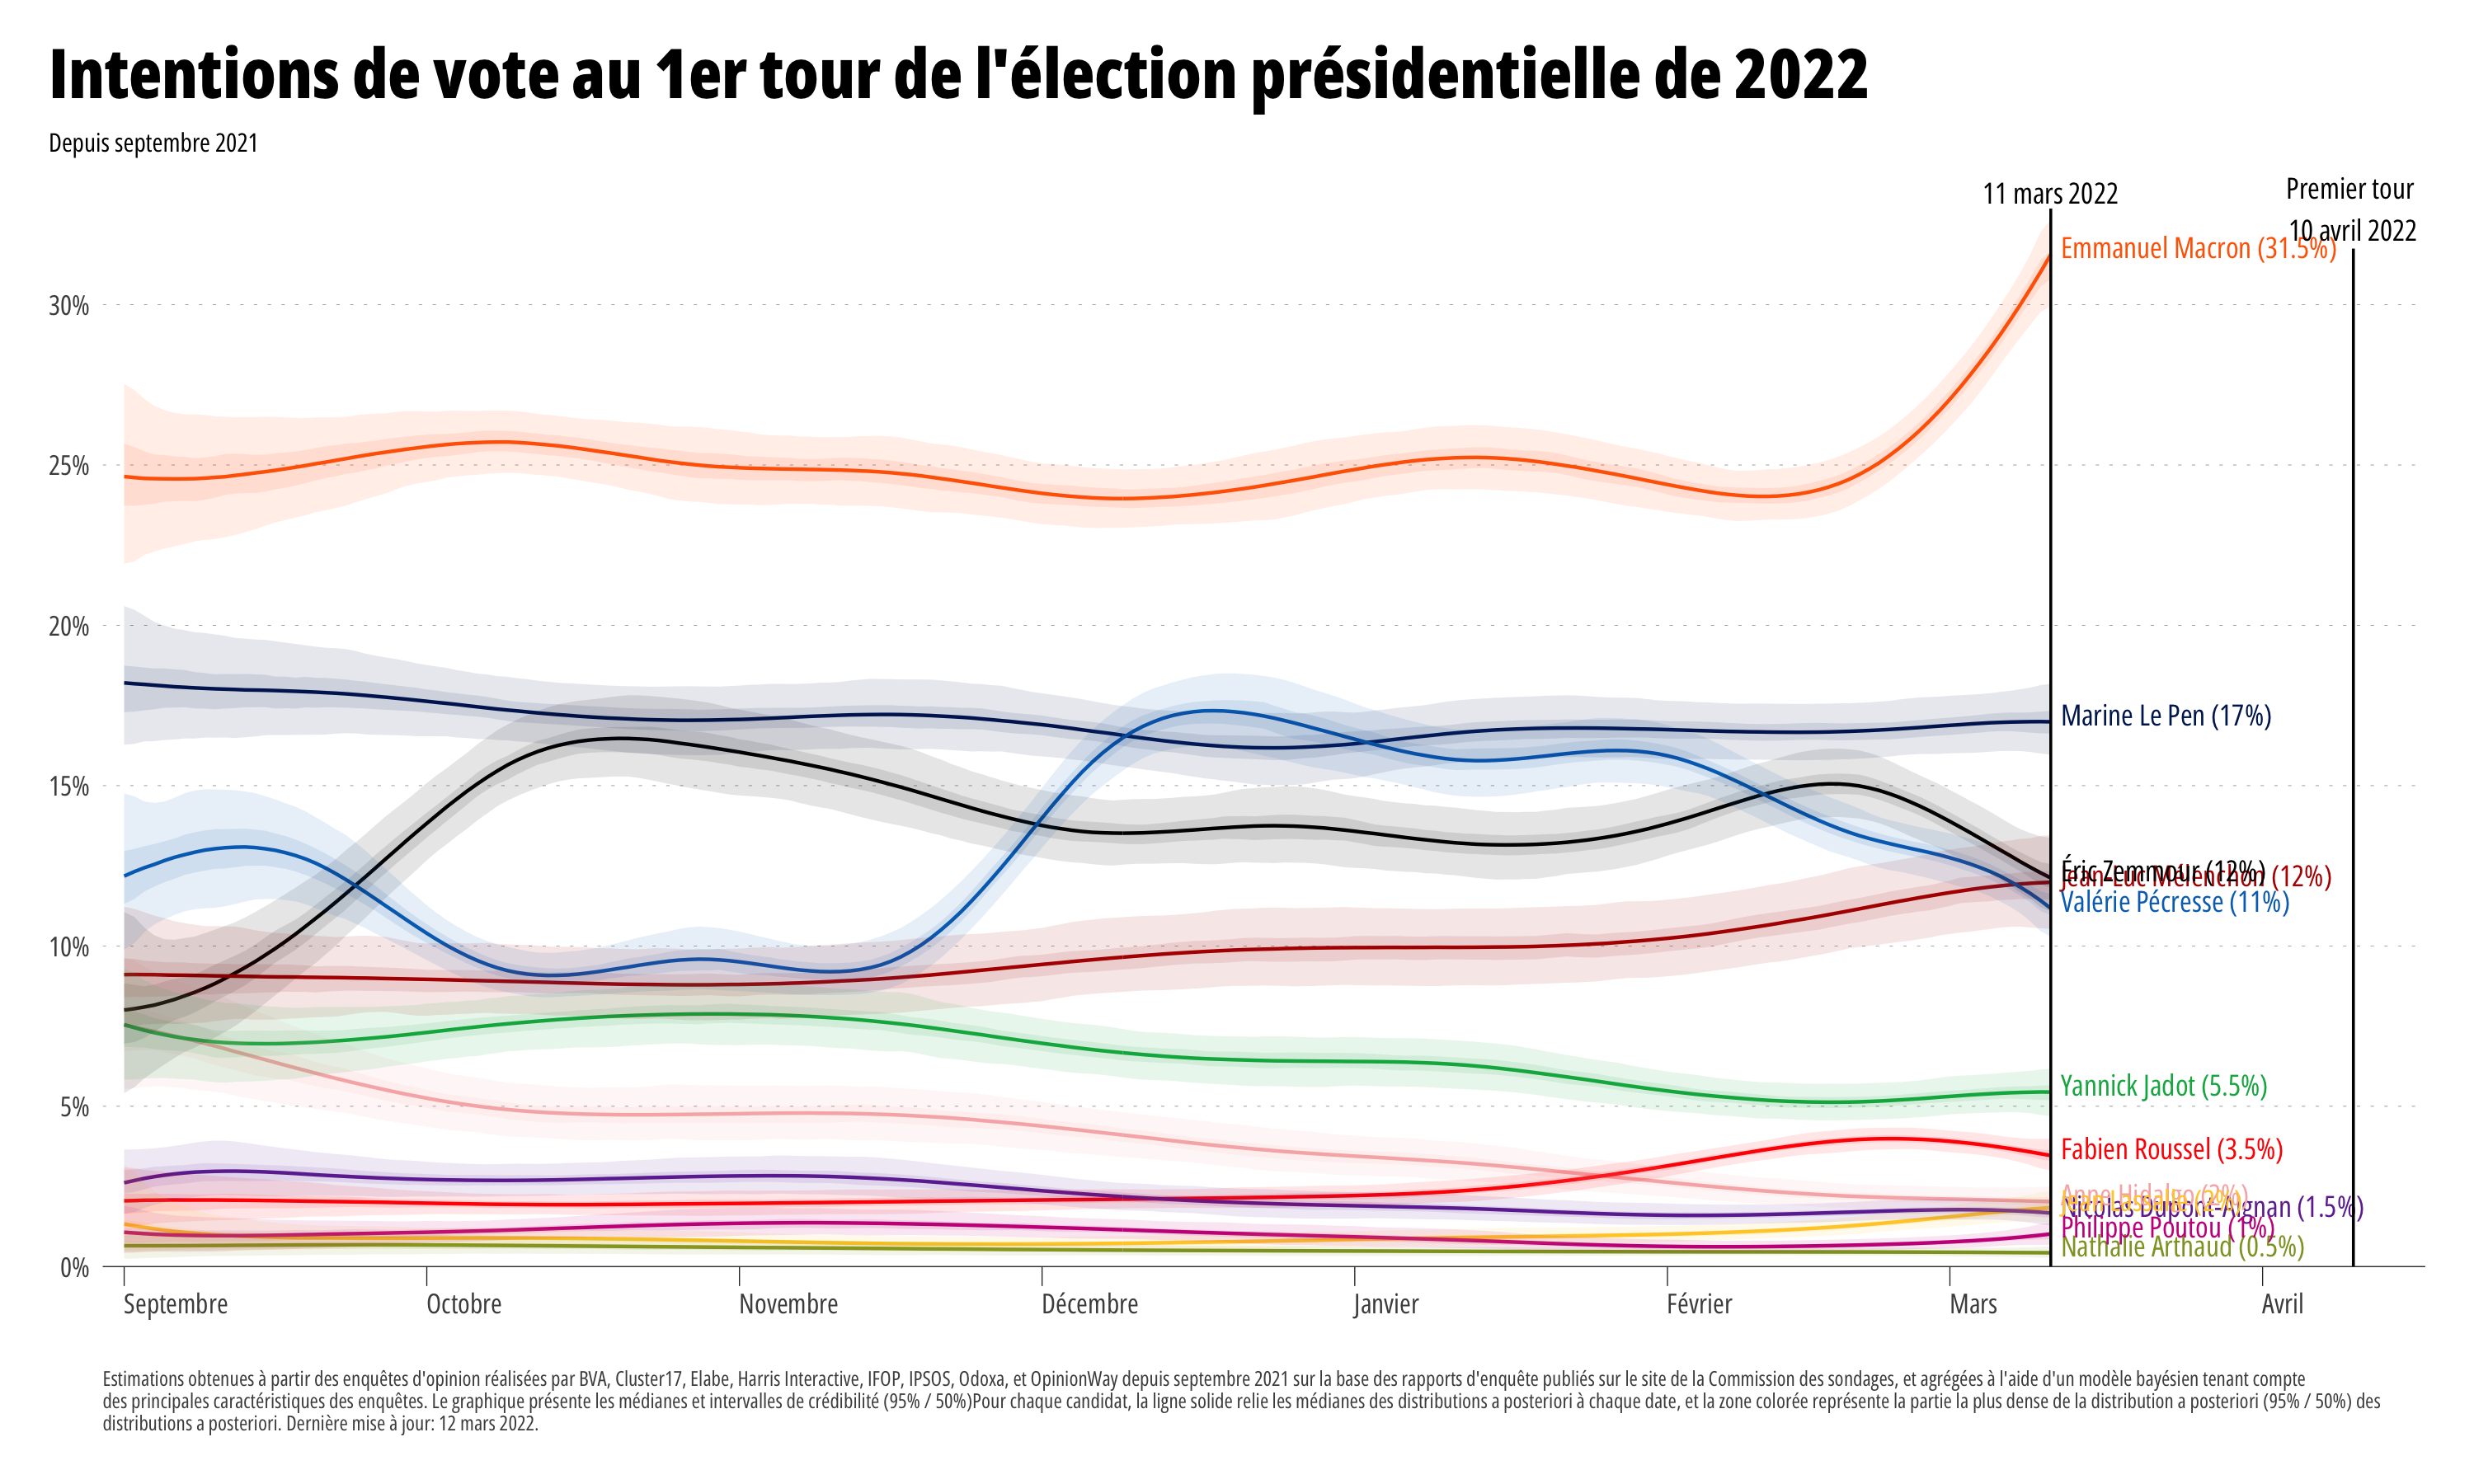 Intentions de vote au 1er tour de l'élection présidentielle de 2022
Depuis septembre 2021
11 mars 2022
Premier tour
10 avril 2022
Emmanuel Macron (31.5%)
30%
25%
20%
Marine Le Pen (17%)
15%
Éric Zemmour (12%)
Jean-Luc Mélenchon (12%)
Valérie Pécresse (11%)
10%
Yannick Jadot (5.5%)
5%
Fabien Roussel (3.5%)
Anne Hidalgo (2%)
Jean Lassalle (2%)
Nicolas Dupont-Aignan (1.5%)
Philippe Poutou (1%)
Nathalie Arthaud (0.5%)
0%
Septembre
Octobre
Novembre
Décembre
Janvier
Février
Mars
Avril
Estimations obtenues à partir des enquêtes d'opinion réalisées par BVA, Cluster17, Elabe, Harris Interactive, IFOP, IPSOS, Odoxa, et OpinionWay depuis septembre 2021 sur la base des rapports d'enquête publiés sur le site de la Commission des sondages, et agrégées à l'aide d'un modèle bayésien tenant compte
des principales caractéristiques des enquêtes. Le graphique présente les médianes et intervalles de crédibilité (95% / 50%)Pour chaque candidat, la ligne solide relie les médianes des distributions a posteriori à chaque date, et la zone colorée représente la partie la plus dense de la distribution a posteriori (95% / 50%) des
distributions a posteriori. Dernière mise à jour: 12 mars 2022.